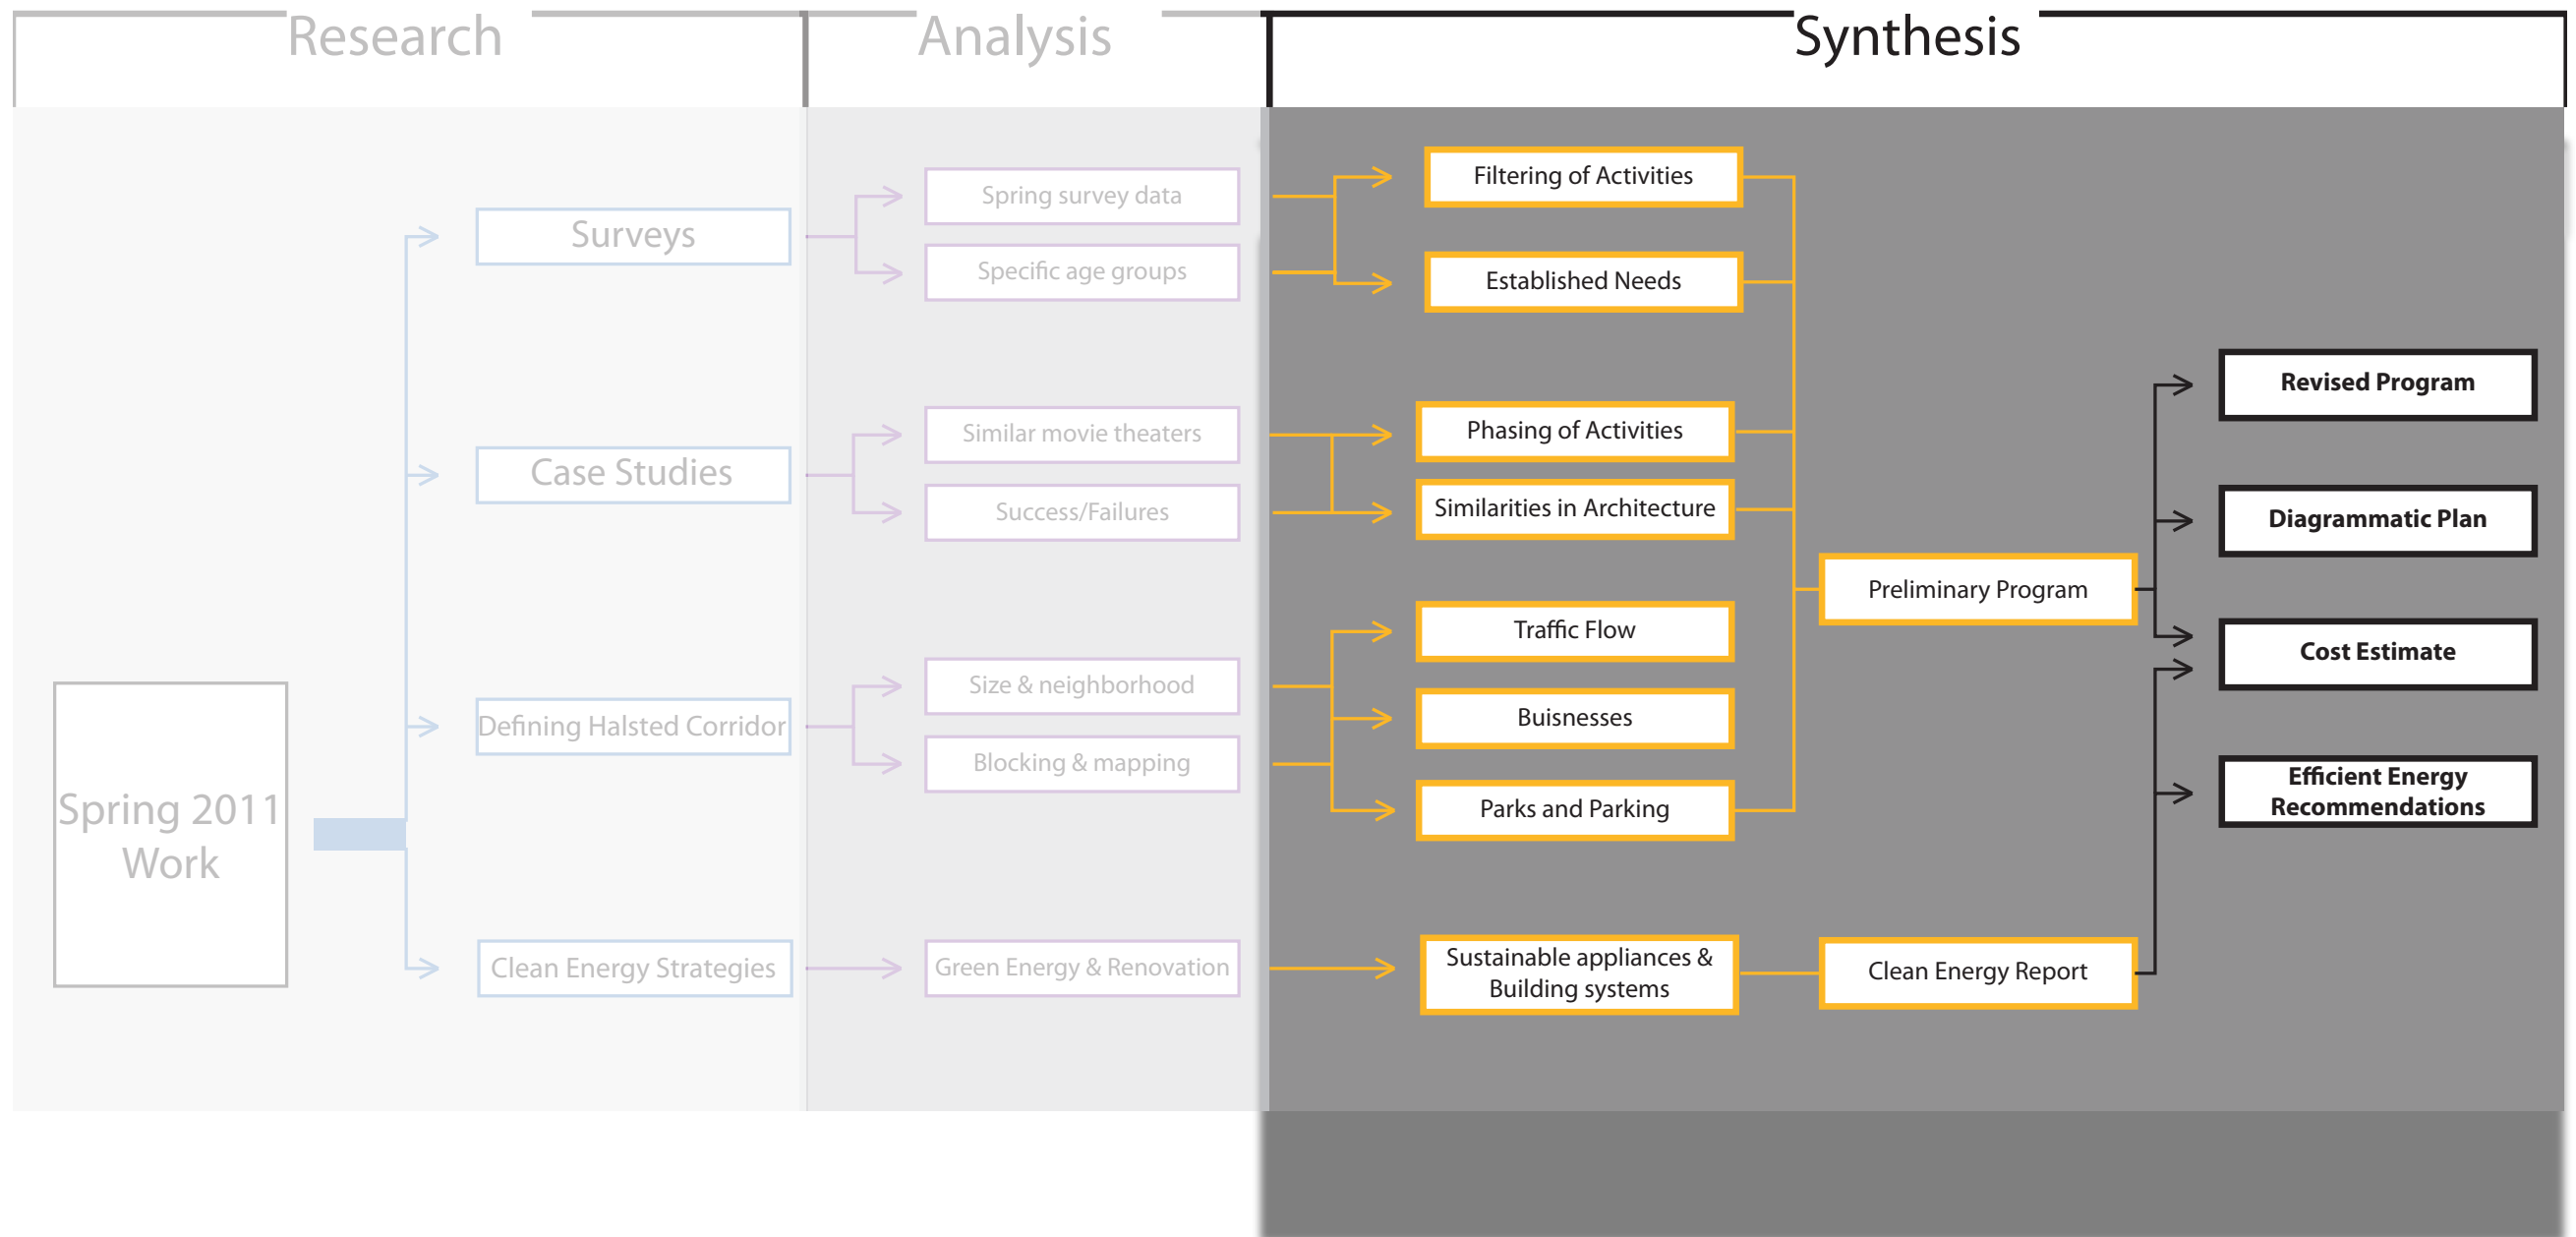 Research
Analysis
Synthesis
Spring 2011
Work
Surveys
Case Studies
Defining Halsted Corridor
Clean Energy Strategies
Spring survey data
Specific age groups
Similar movie theaters
Success/Failures
Size & neighborhood
Blocking & mapping
Green Energy & Renovation
Filtering of Activities
Established Needs
Phasing of Activities
Similarities in Architecture
Traffic Flow
Buisnesses
Parks and Parking
Sustainable appliances &
Building systems
Preliminary Program
Clean Energy Report
Revised Program
Diagrammatic Plan
Cost Estimate
Efficient Energy
Recommendations